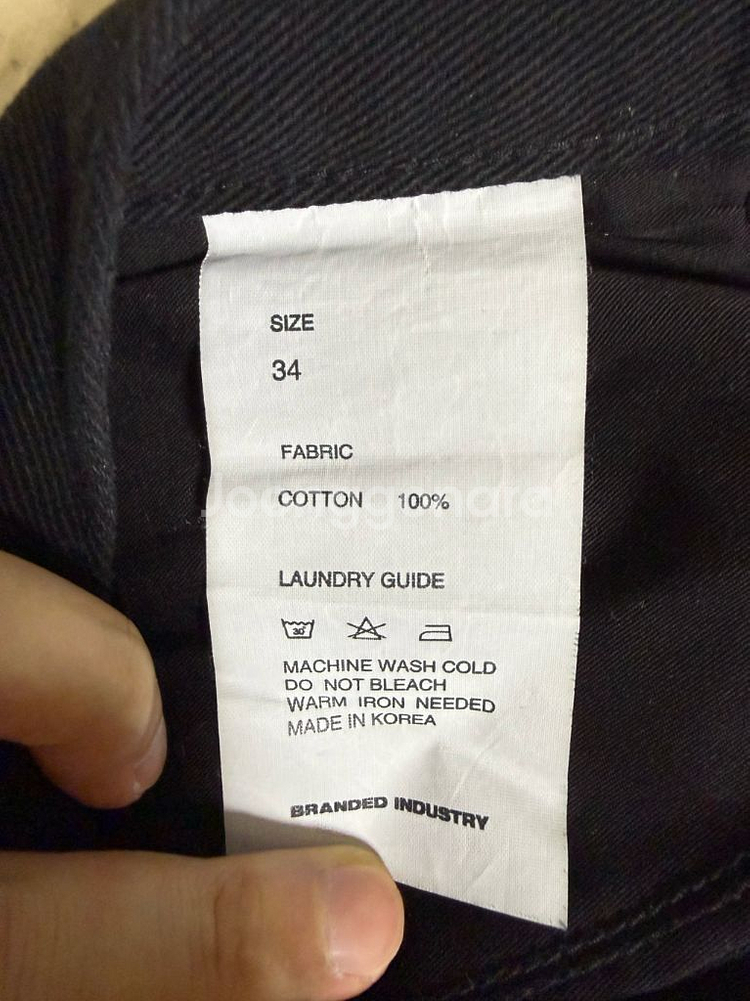 SIZE
34
FABRIC
COTTON 100%
Joonggonara
LAUNDRY GUIDE
30°
MACHINE WASH COLD
DO NOT BLEACH
WARM IRON NEEDED
MADE IN KOREA
BRANDED INDUSTRY